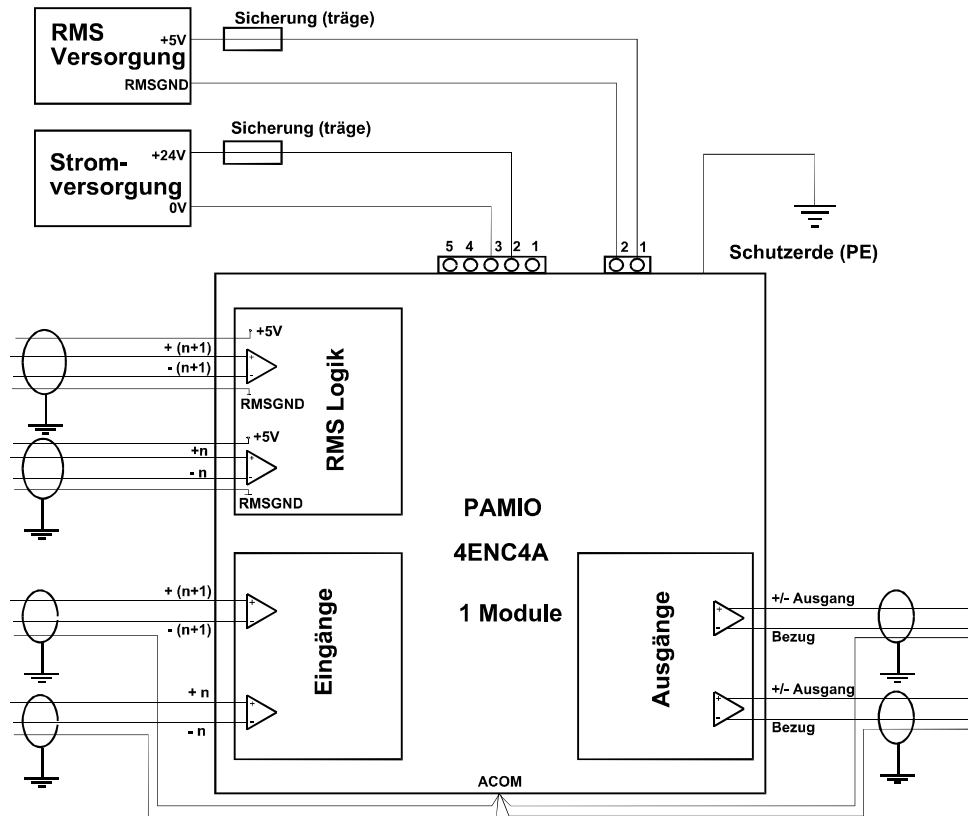 Sicherung (träge)
RMS
Versorgung
+5V
RMSGND
Sicherung (träge)
Strom-
versorgung
+24V
0V
5 4 3 2 1
2 1
Schutzerde (PE)
+5V
+ (n+1)
- (n+1)
RMSGND
+5V
+n
- n
RMSGND
RMS Logik
PAMIO
4ENC4A
1 Module
+ (n+1)
- (n+1)
+ n
- n
Eingänge
Ausgänge
+/- Ausgang
Bezug
+/- Ausgang
Bezug
ACOM